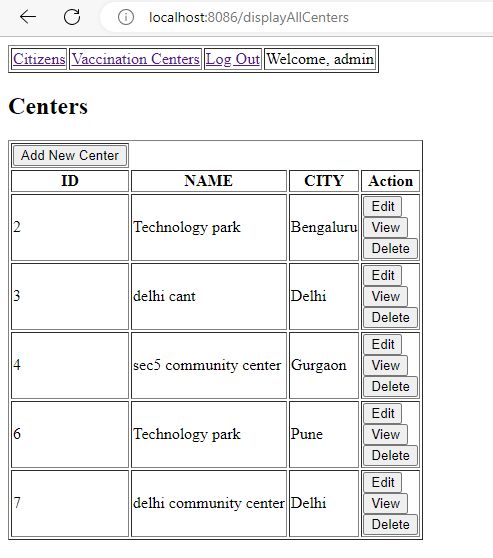 localhost:8086/displayAllCenters
Citizens Vaccination Centers Log Out Welcome, admin
Centers
Add New Center
ID NAME CITY Action
2 Technology park Bengaluru Edit
View
Delete
3 delhi cant Delhi Edit
View
Delete
4 sec5 community center Gurgaon Edit
View
Delete
6 Technology park Pune Edit
View
Delete
7 delhi community center Delhi Edit
View
Delete